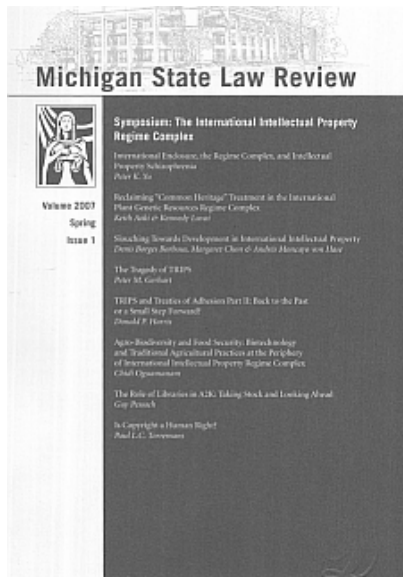 Michigan State Law Review
Symposium: The International Intellectual Property
Regime Complex
International Enclosure, the Regime Complex, and Intellectual
Property Schizophrenia
Peter K. Yu
Reclaiming "Common Heritage" Treatment in the International
Plant Genetic Resources Regime Complex
Keith Aoki & Kennedy Luvai
Slouching Towards Development in International Intellectual Property
Denis Borges Barbosa, Margaret Chon & Andrés Moncayo von Hase
The Tragedy of TRIPS
Peter M. Gerhart
TRIPS and Treaties of Adhesion Part II: Back to the Past
or a Small Step Forward?
Donald P. Harris
Agro-Biodiversity and Food Security: Biotechnology
and Traditional Agricultural Practices at the Periphery
of International Intellectual Property Regime Complex
Chidi Oguamanam
The Role of Libraries in A2K: Taking Stock and Looking Ahead
Guy Pessach
Is Copyright a Human Right?
Paul L.C. Torremans
Volume 2007
Spring
Issue 1